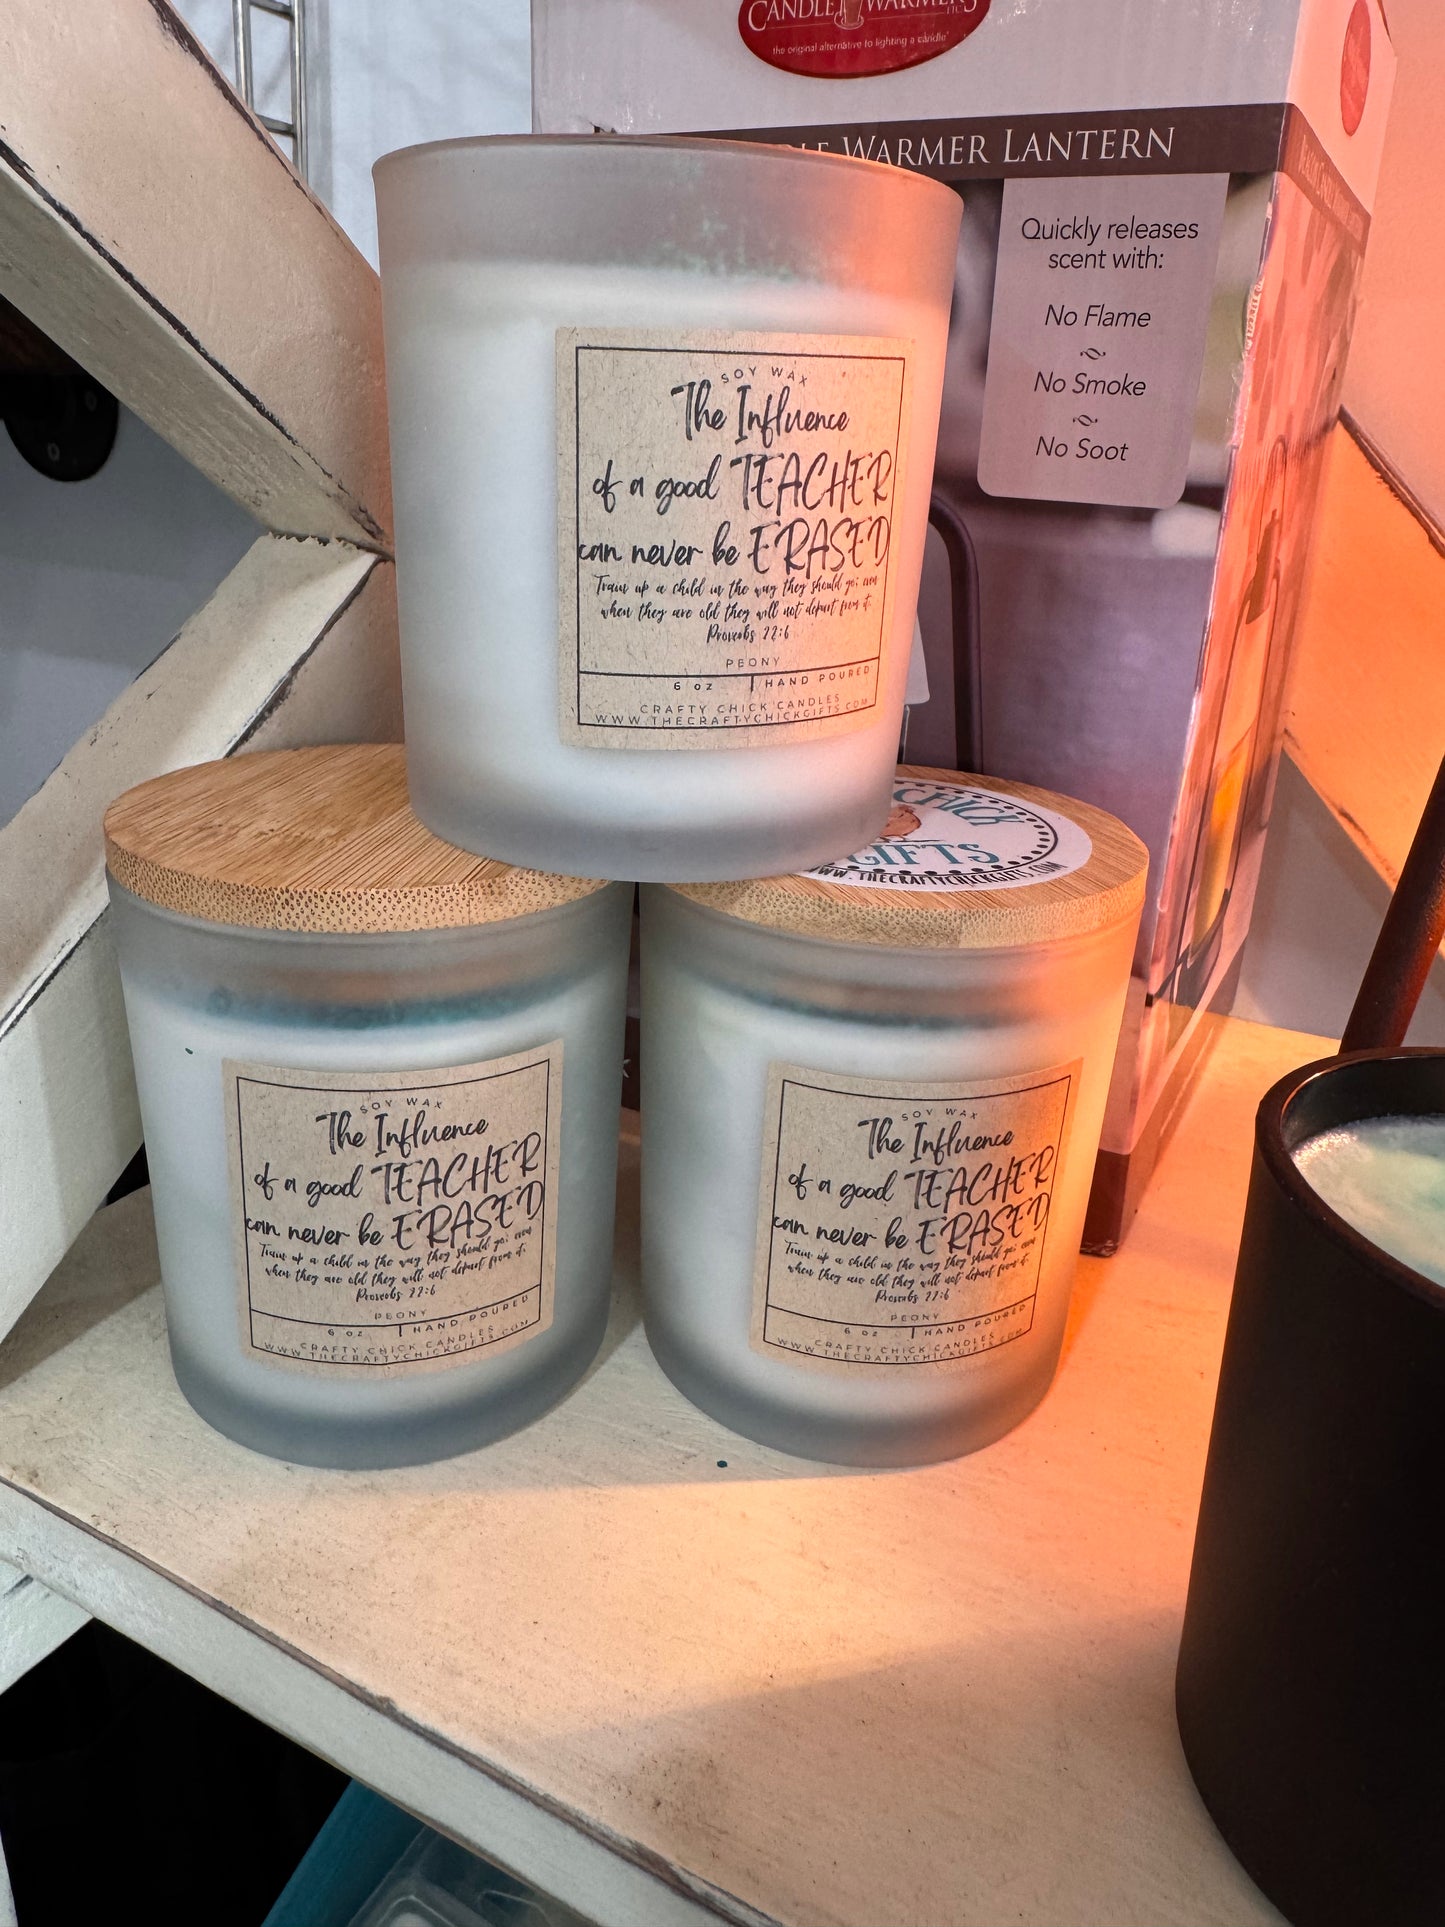 CANDLE WARMERS
ETC.
the original alternative to lighting a candle
WARMER LANTERN
Quickly releases
scent with:
No Flame
No Smoke
No Soot
SOY WAX
The Influence
of a good TEACHER
can never be ERASED
Train up a child in the way they should go; even
when they are old they will not depart from it.
Proverbs 22:6
PEONY
6 oz | HAND POURED
CRAFTY CHICK CANDLES
WWW.THECRAFTYCHICKGIFTS.COM
CHICK
GIFTS
WWW.THECRAFTYCHICKGIFTS.COM
SOY WAX
The Influence
of a good TEACHER
can never be ERASED
Train up a child in the way they should go; even
when they are old they will not depart from it.
Proverbs 22:6
PEONY
6 oz | HAND POURED
CRAFTY CHICK CANDLES
WWW.THECRAFTYCHICKGIFTS.COM
SOY WAX
The Influence
of a good TEACHER
can never be ERASED
Train up a child in the way they should go; even
when they are old they will not depart from it.
Proverbs 22:6
PEONY
6 oz | HAND POURED
CRAFTY CHICK CANDLES
WWW.THECRAFTYCHICKGIFTS.COM